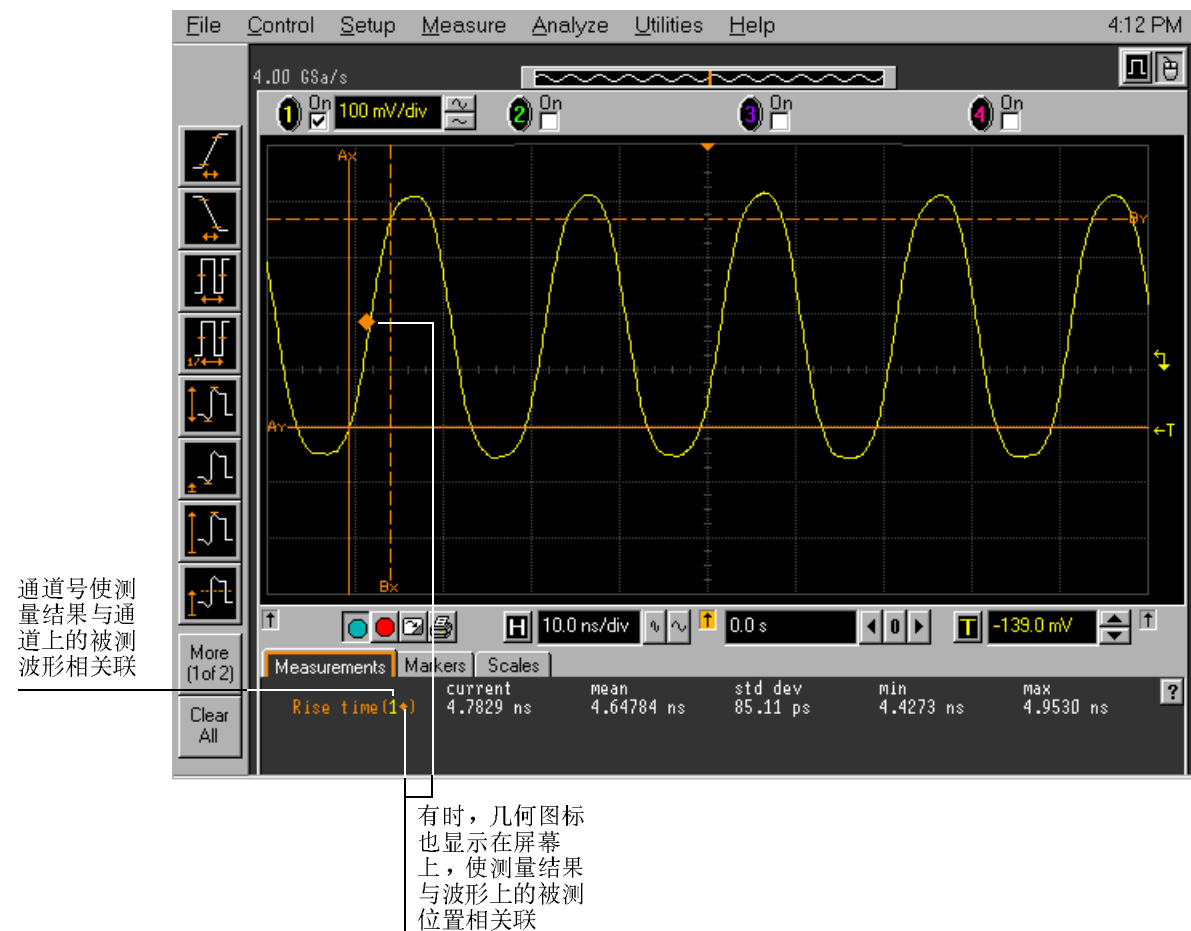 File Control Setup Measure Analyze Utilities Help 4:12 PM
4.00 GSa/s
1 On 100 mV/div 2 On 3 On 4 On
Ax
By
Ay
T
Bx
H 10.0 ns/div 0.0 s 0 T -139.0 mV
More
(1of 2)
Clear
All
Measurements Markers Scales
current mean std dev min max
Rise time(1) 4.7829 ns 4.64784 ns 85.11 ps 4.4273 ns 4.9530 ns
?
1/
通道号使测
量结果与通
道上的被测
波形相关联
有时，几何图标
也显示在屏幕
上，使测量结果
与波形上的被测
位置相关联